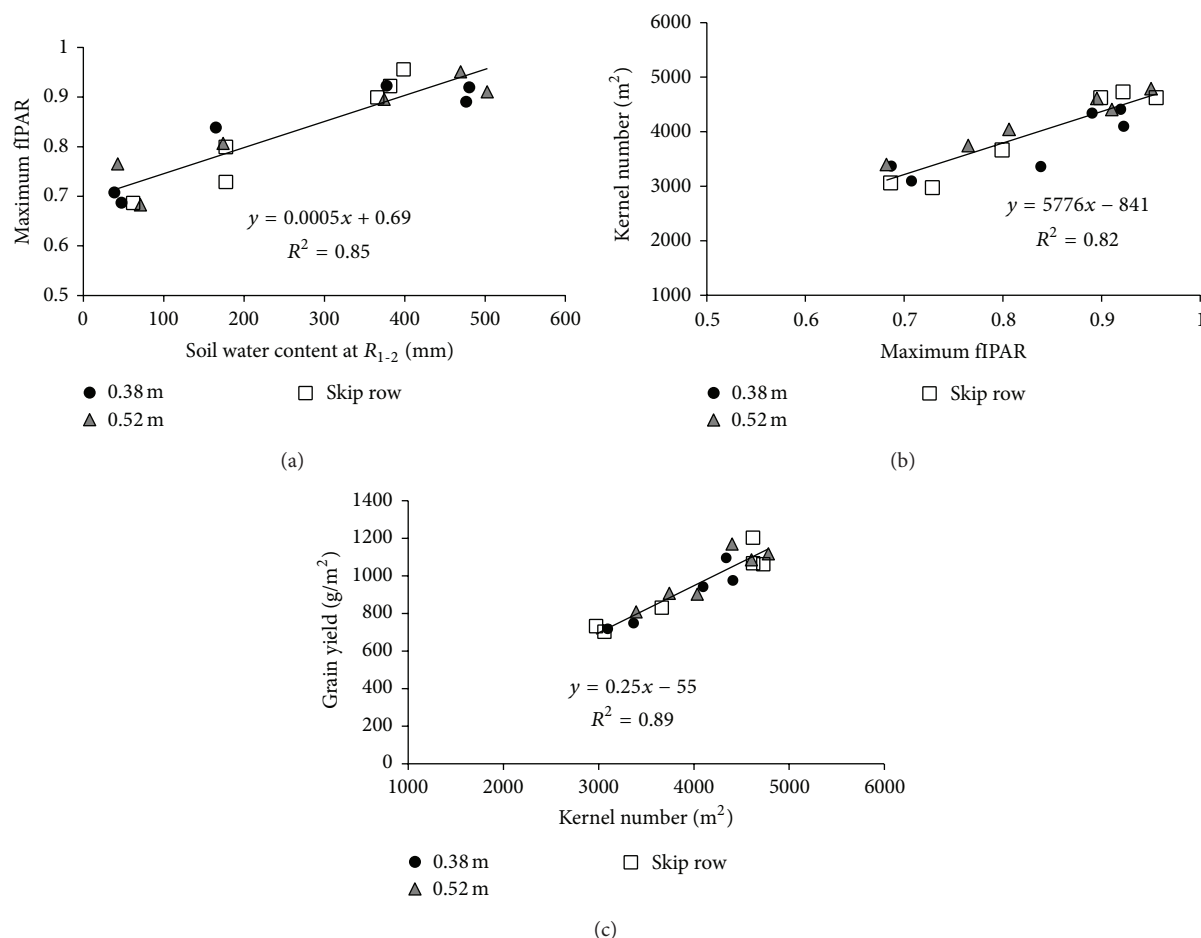 1
0.9
0.8
0.7
0.6
0.5
Maximum fIPAR
y = 0.0005x + 0.69
R² = 0.85
0 100 200 300 400 500 600
Soil water content at R₁₋₂ (mm)
0.38 m
Skip row
0.52 m
(a)
6000
5000
4000
3000
2000
1000
Kernel number (m²)
y = 5776x − 841
R² = 0.82
0.5 0.6 0.7 0.8 0.9 1
Maximum fIPAR
0.38 m
Skip row
0.52 m
(b)
1400
1200
1000
800
600
400
200
0
Grain yield (g/m²)
y = 0.25x − 55
R² = 0.89
1000 2000 3000 4000 5000 6000
Kernel number (m²)
0.38 m
Skip row
0.52 m
(c)